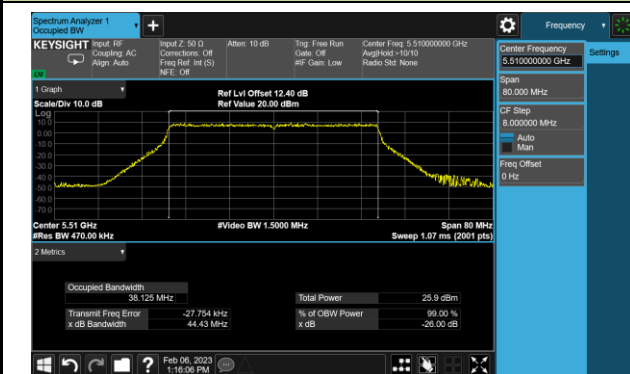 Spectrum Analyzer 1
Occupied BW
Frequency
KEYSIGHT
Input: RF
Coupling: AC
Align: Auto
Input Z: 50 Ω
Corrections: Off
Freq Ref: Int (S)
NFE: Off
Atten: 10 dB
Trig: Free Run
Gate: Off
#IF Gain: Low
Center Freq: 5.510000000 GHz
Avg|Hold:>10/10
Radio Std: None
Center Frequency
5.510000000 GHz
Settings
Span
80.000 MHz
CF Step
8.000000 MHz
Auto
Man
Freq Offset
0 Hz
1 Graph
Scale/Div 10.0 dB
Ref Lvl Offset 12.40 dB
Ref Value 20.00 dBm
Log
10.0
0.00
-10.0
-20.0
-30.0
-40.0
-50.0
-60.0
-70.0
Center 5.51 GHz
#Res BW 470.00 kHz
#Video BW 1.5000 MHz
Span 80 MHz
Sweep 1.07 ms (2001 pts)
2 Metrics
Occupied Bandwidth
38.125 MHz
Total Power
25.9 dBm
Transmit Freq Error
-27.754 kHz
% of OBW Power
99.00 %
x dB Bandwidth
44.43 MHz
x dB
-26.00 dB
Feb 06, 2023
1:16:06 PM